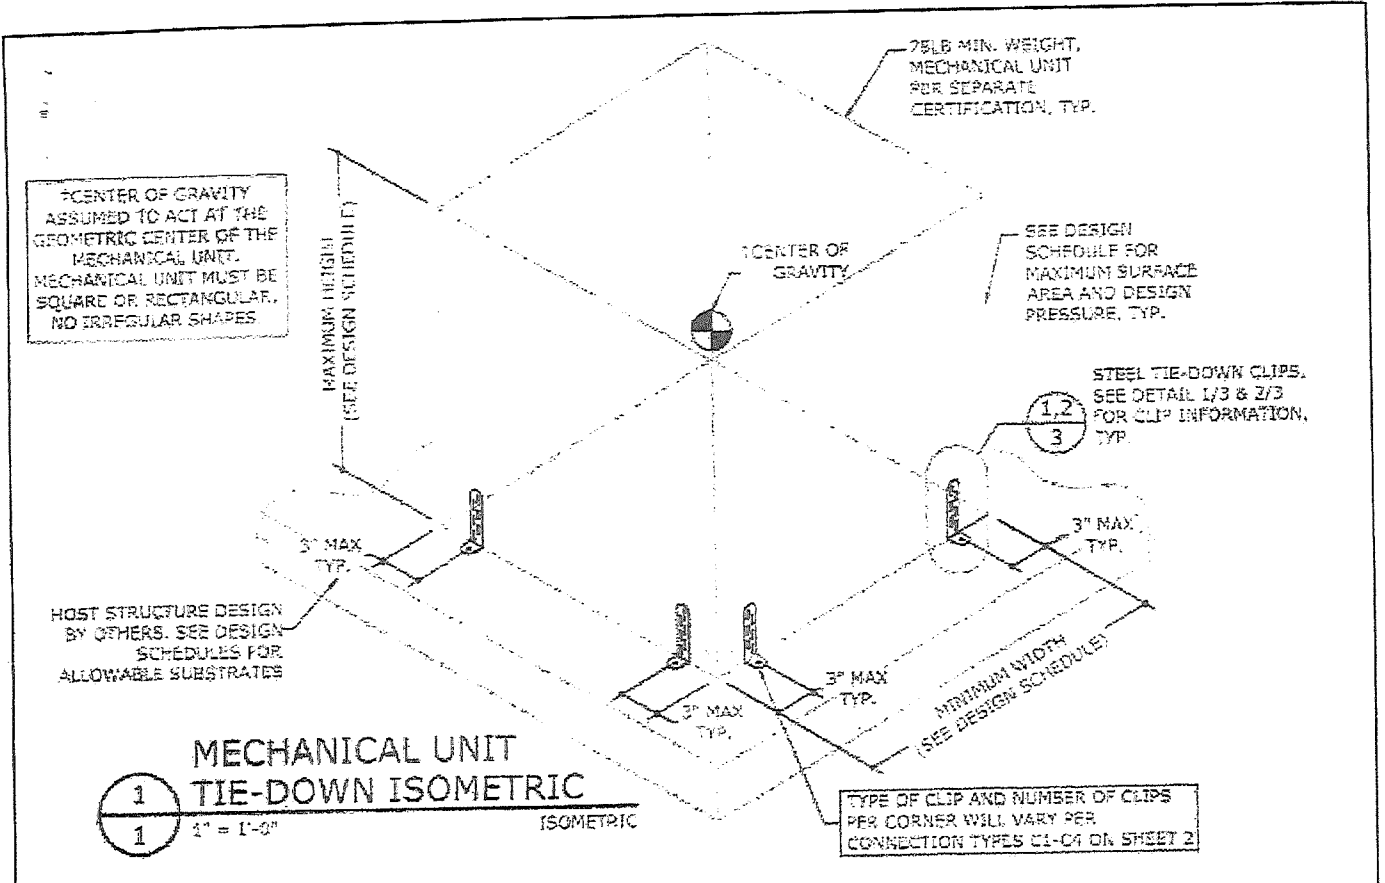 75LB MIN. WEIGHT,
MECHANICAL UNIT
PER SEPARATE
CERTIFICATION, TYP.
*CENTER OF GRAVITY
ASSUMED TO ACT AT THE
GEOMETRIC CENTER OF THE
MECHANICAL UNIT.
MECHANICAL UNIT MUST BE
SQUARE OR RECTANGULAR,
NO IRREGULAR SHAPES
MAXIMUM HEIGHT
(SEE DESIGN SCHEDULE)
*CENTER OF
GRAVITY
SEE DESIGN
SCHEDULE FOR
MAXIMUM SURFACE
AREA AND DESIGN
PRESSURE, TYP.
STEEL TIE-DOWN CLIPS.
SEE DETAIL 1/3 & 2/3
FOR CLIP INFORMATION,
TYP.
1,2
3
3" MAX
TYP.
3" MAX
TYP.
HOST STRUCTURE DESIGN
BY OTHERS. SEE DESIGN
SCHEDULES FOR
ALLOWABLE SUBSTRATES
3" MAX
TYP.
3" MAX
TYP.
MINIMUM WIDTH
(SEE DESIGN SCHEDULE)
MECHANICAL UNIT
TIE-DOWN ISOMETRIC
1
1
1" = 1'-0"
ISOMETRIC
TYPE OF CLIP AND NUMBER OF CLIPS
PER CORNER WILL VARY PER
CONNECTION TYPES C1-C4 ON SHEET 2